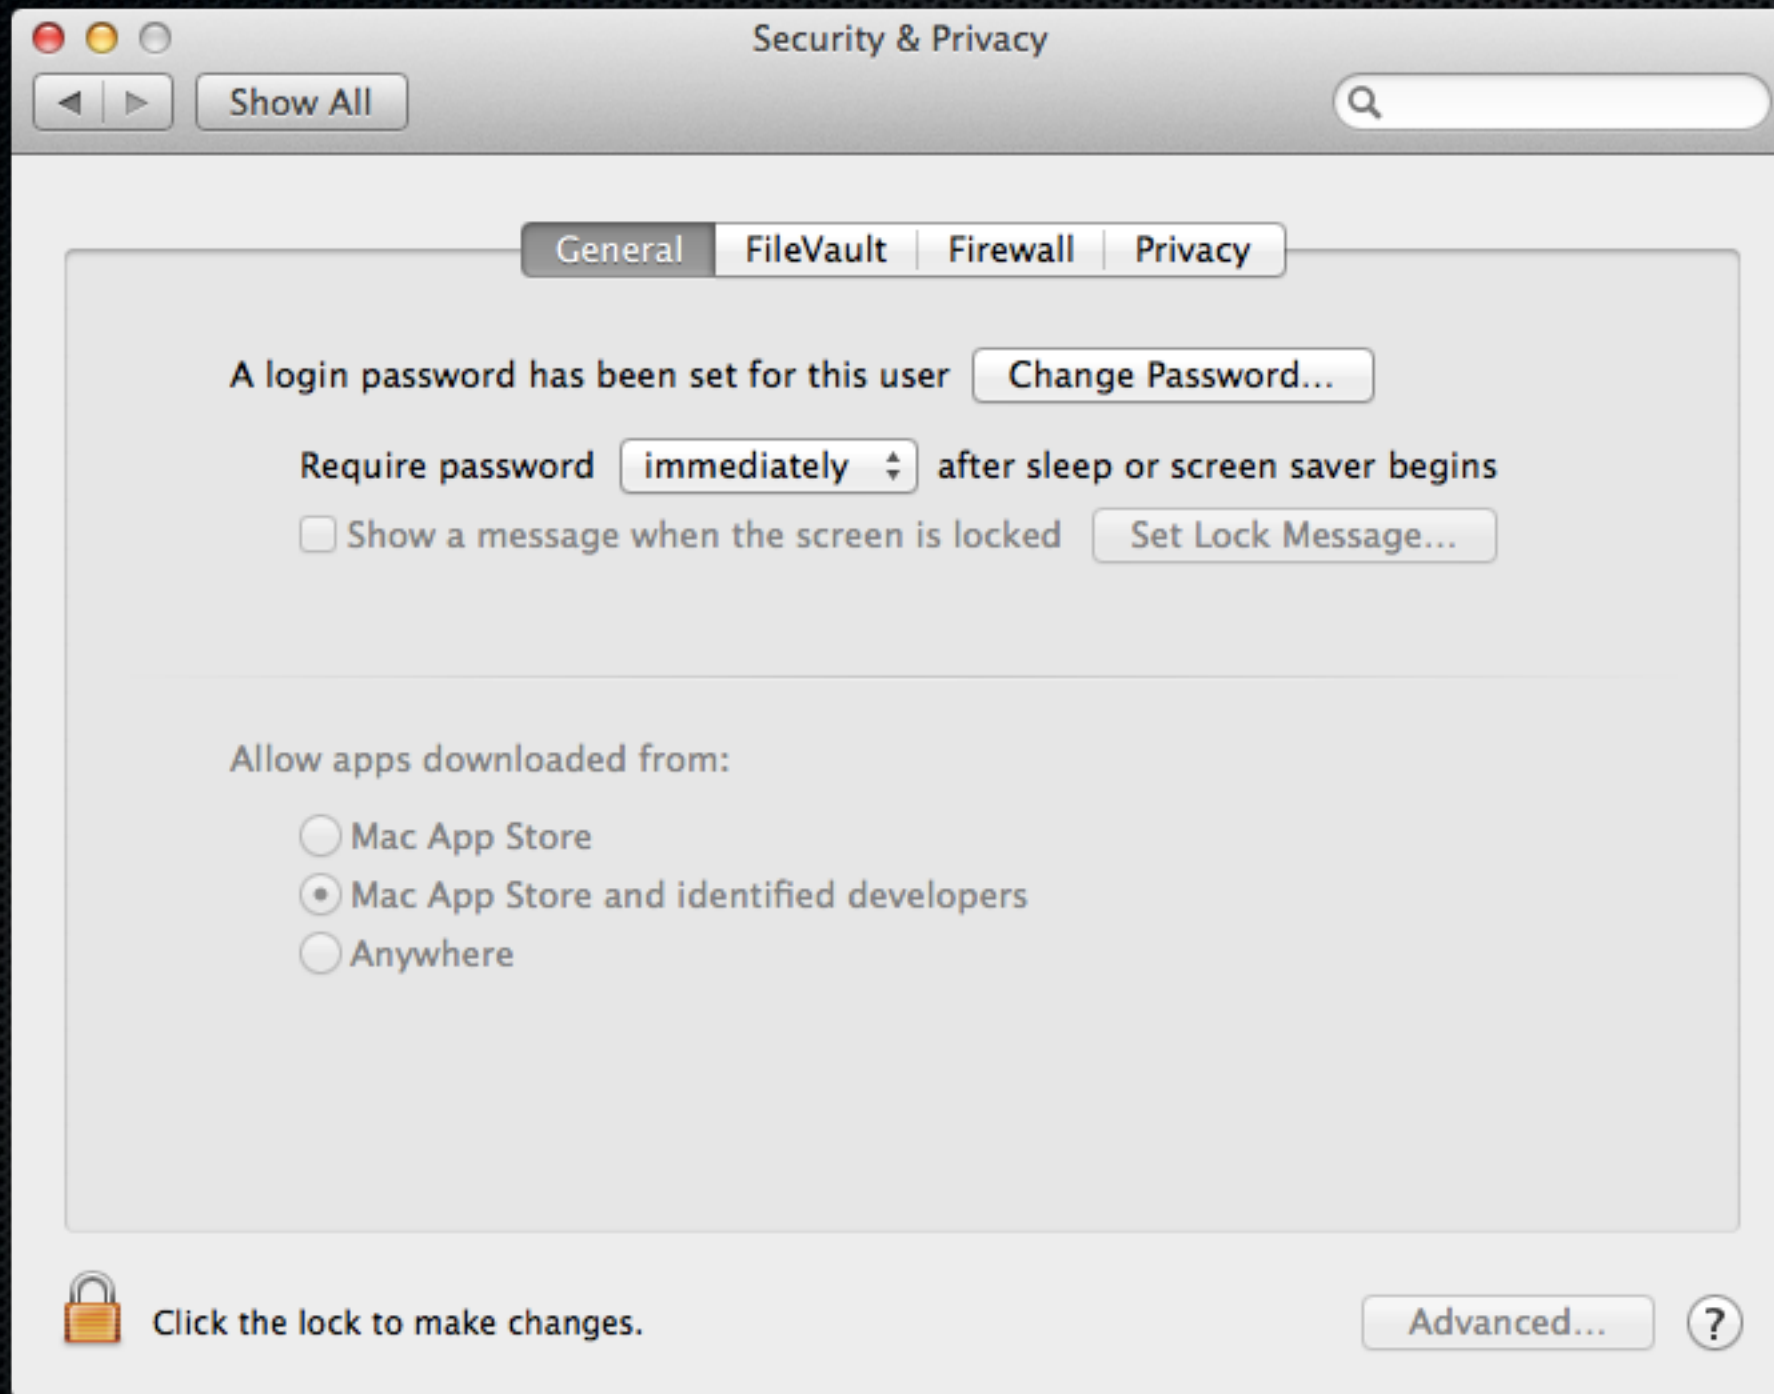 Security & Privacy
Show All
General FileVault Firewall Privacy
A login password has been set for this user Change Password...
Require password immediately after sleep or screen saver begins
Show a message when the screen is locked Set Lock Message...
Allow apps downloaded from:
Mac App Store
Mac App Store and identified developers
Anywhere
Click the lock to make changes. Advanced... ?